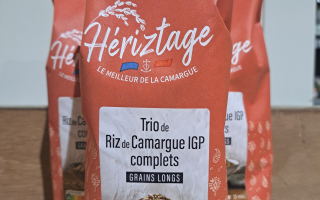 Hériztage
LE MEILLEUR DE LA CAMARGUE
Trio de
Riz de Camargue IGP
complets
GRAINS LONGS